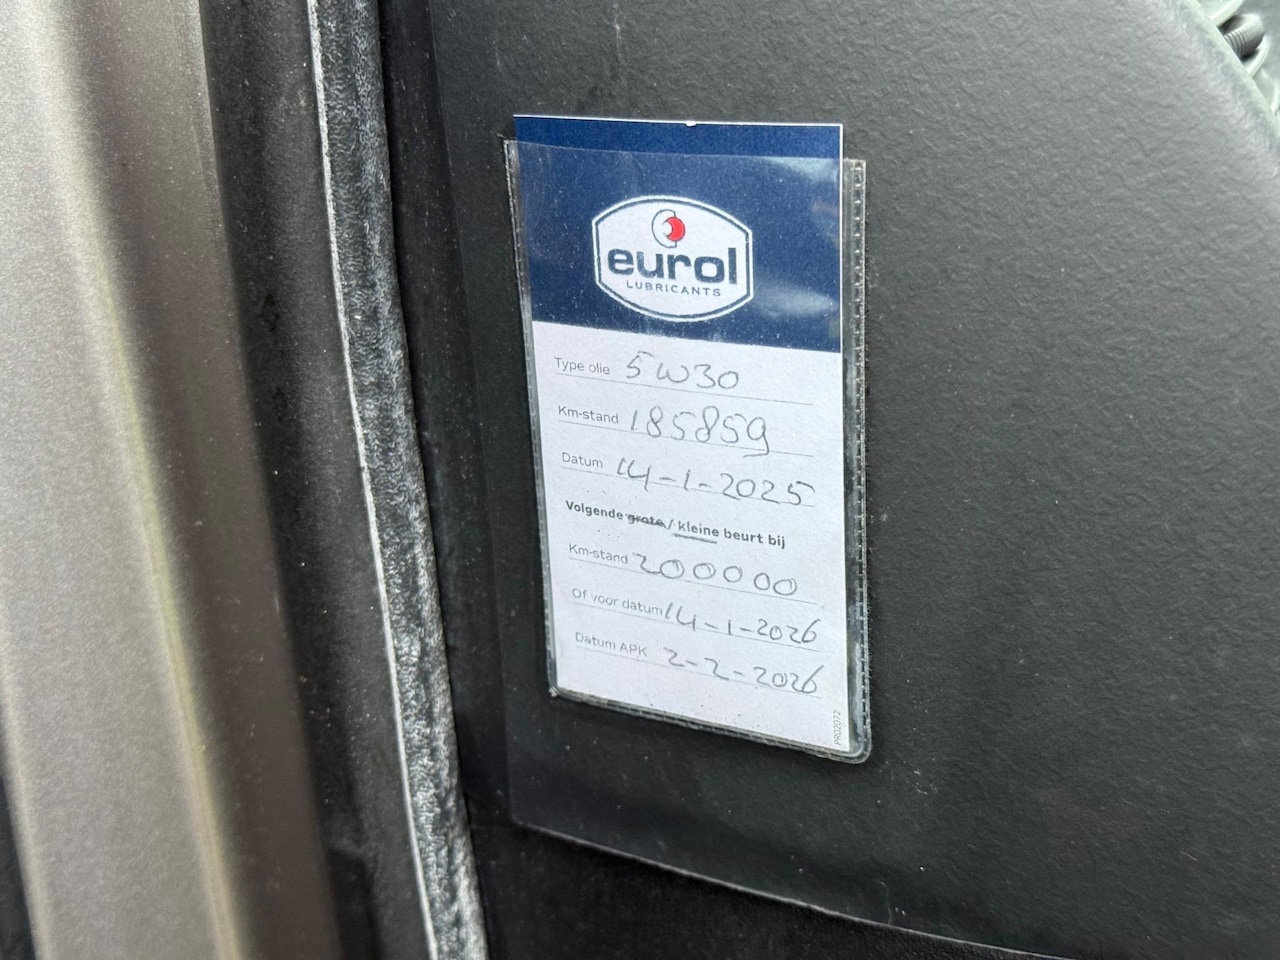 eurol
LUBRICANTS
Type olie 5W30
Km-stand 185859
Datum 14-1-2025
Volgende grote / kleine beurt bij
Km-stand 200000
Of voor datum 14-1-2026
Datum APK 2-2-2026
PR02072